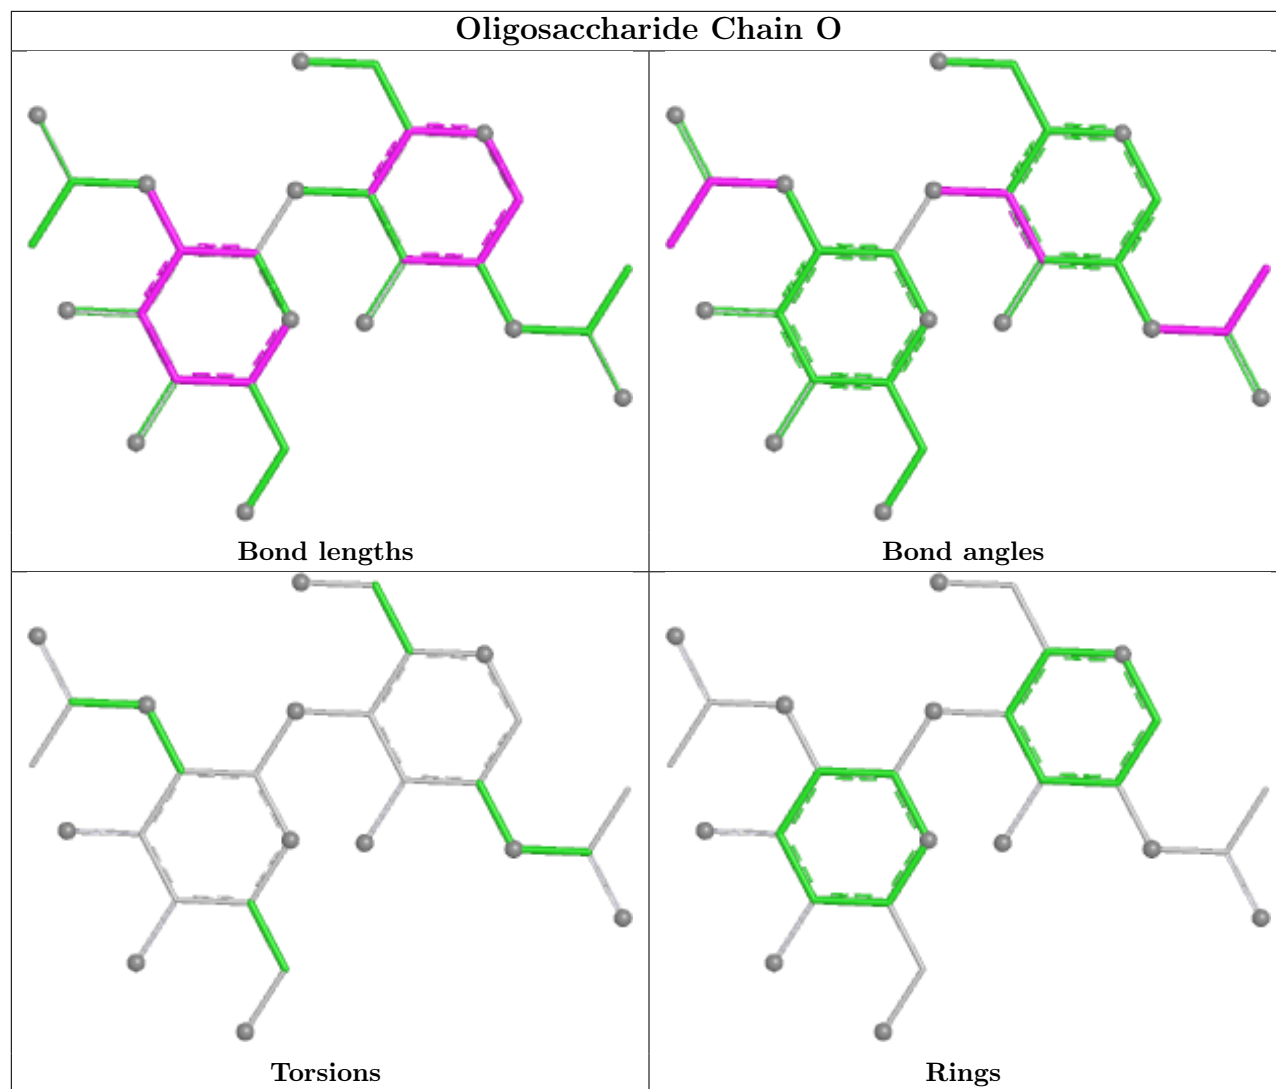 Oligosaccharide Chain O
Bond lengths
Bond angles
Torsions
Rings